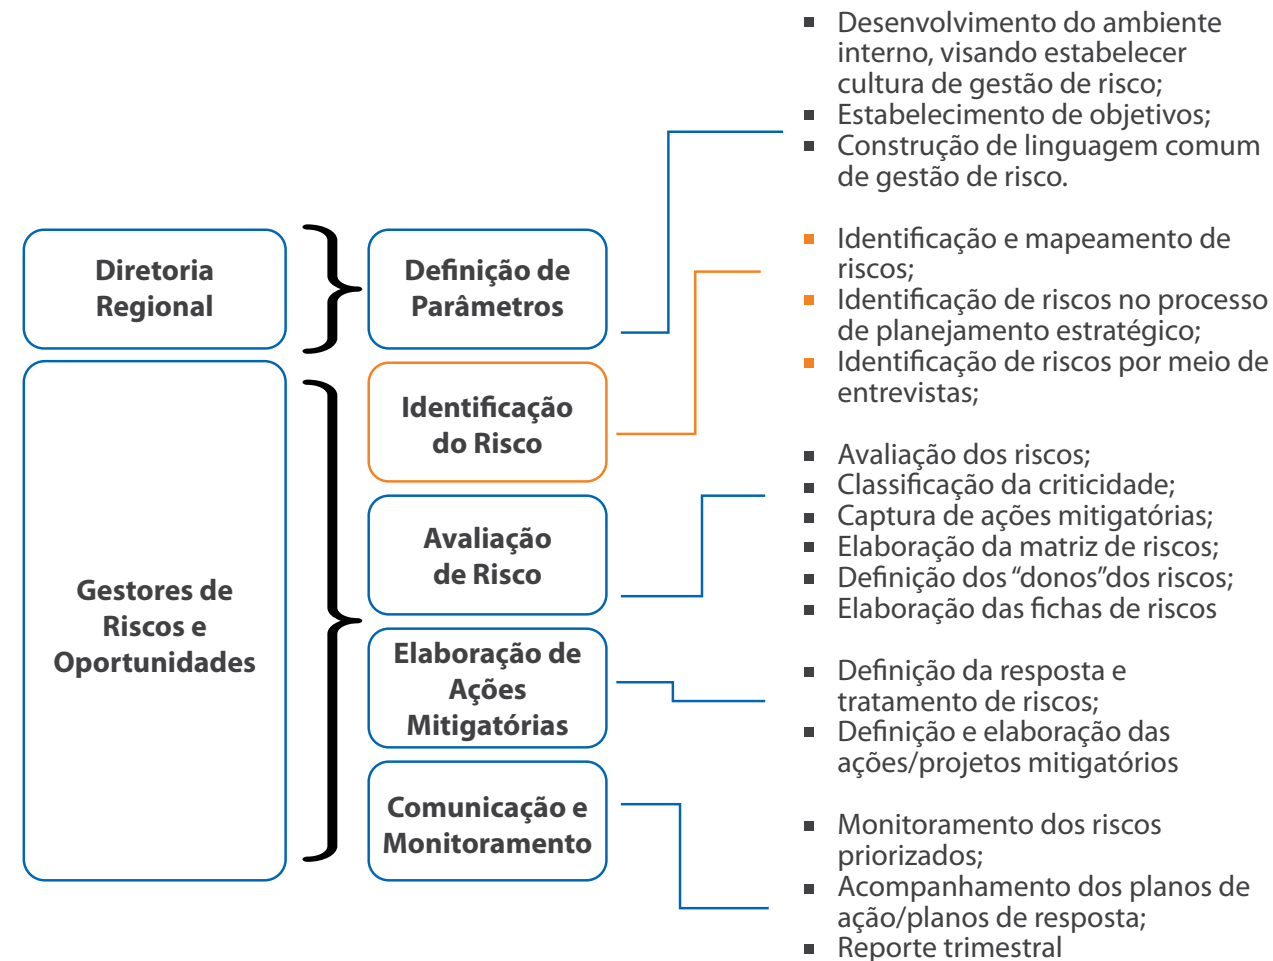 Diretoria
Regional
Gestores de
Riscos e
Oportunidades
Definição de
Parâmetros
Identificação
do Risco
Avaliação
de Risco
Elaboração de
Ações
Mitigatórias
Comunicação e
Monitoramento
Desenvolvimento do ambiente
interno, visando estabelecer
cultura de gestão de risco;
Estabelecimento de objetivos;
Construção de linguagem comum
de gestão de risco.
Identificação e mapeamento de
riscos;
Identificação de riscos no processo
de planejamento estratégico;
Identificação de riscos por meio de
entrevistas;
Avaliação dos riscos;
Classificação da criticidade;
Captura de ações mitigatórias;
Elaboração da matriz de riscos;
Definição dos “donos”dos riscos;
Elaboração das fichas de riscos
Definição da resposta e
tratamento de riscos;
Definição e elaboração das
ações/projetos mitigatórios
Monitoramento dos riscos
priorizados;
Acompanhamento dos planos de
ação/planos de resposta;
Reporte trimestral